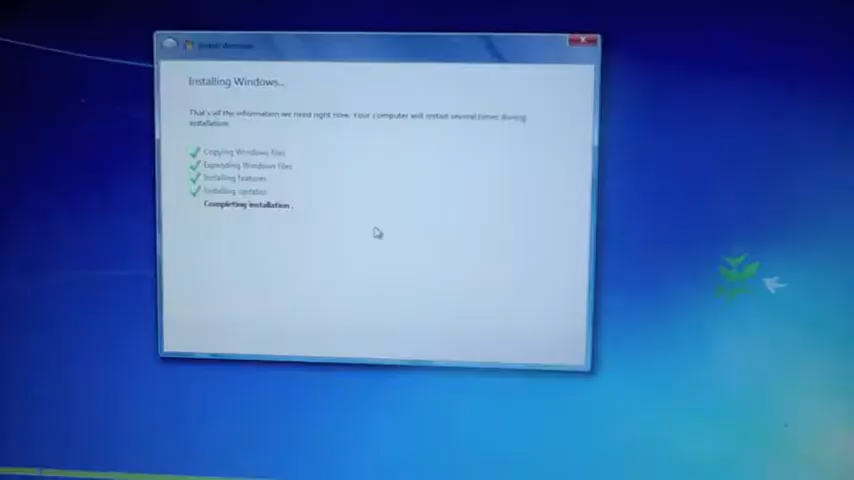 Install Windows
Installing Windows...
That's all the information we need right now. Your computer will restart several times during
installation.
Copying Windows files
Expanding Windows files
Installing features
Installing updates
Completing installation .